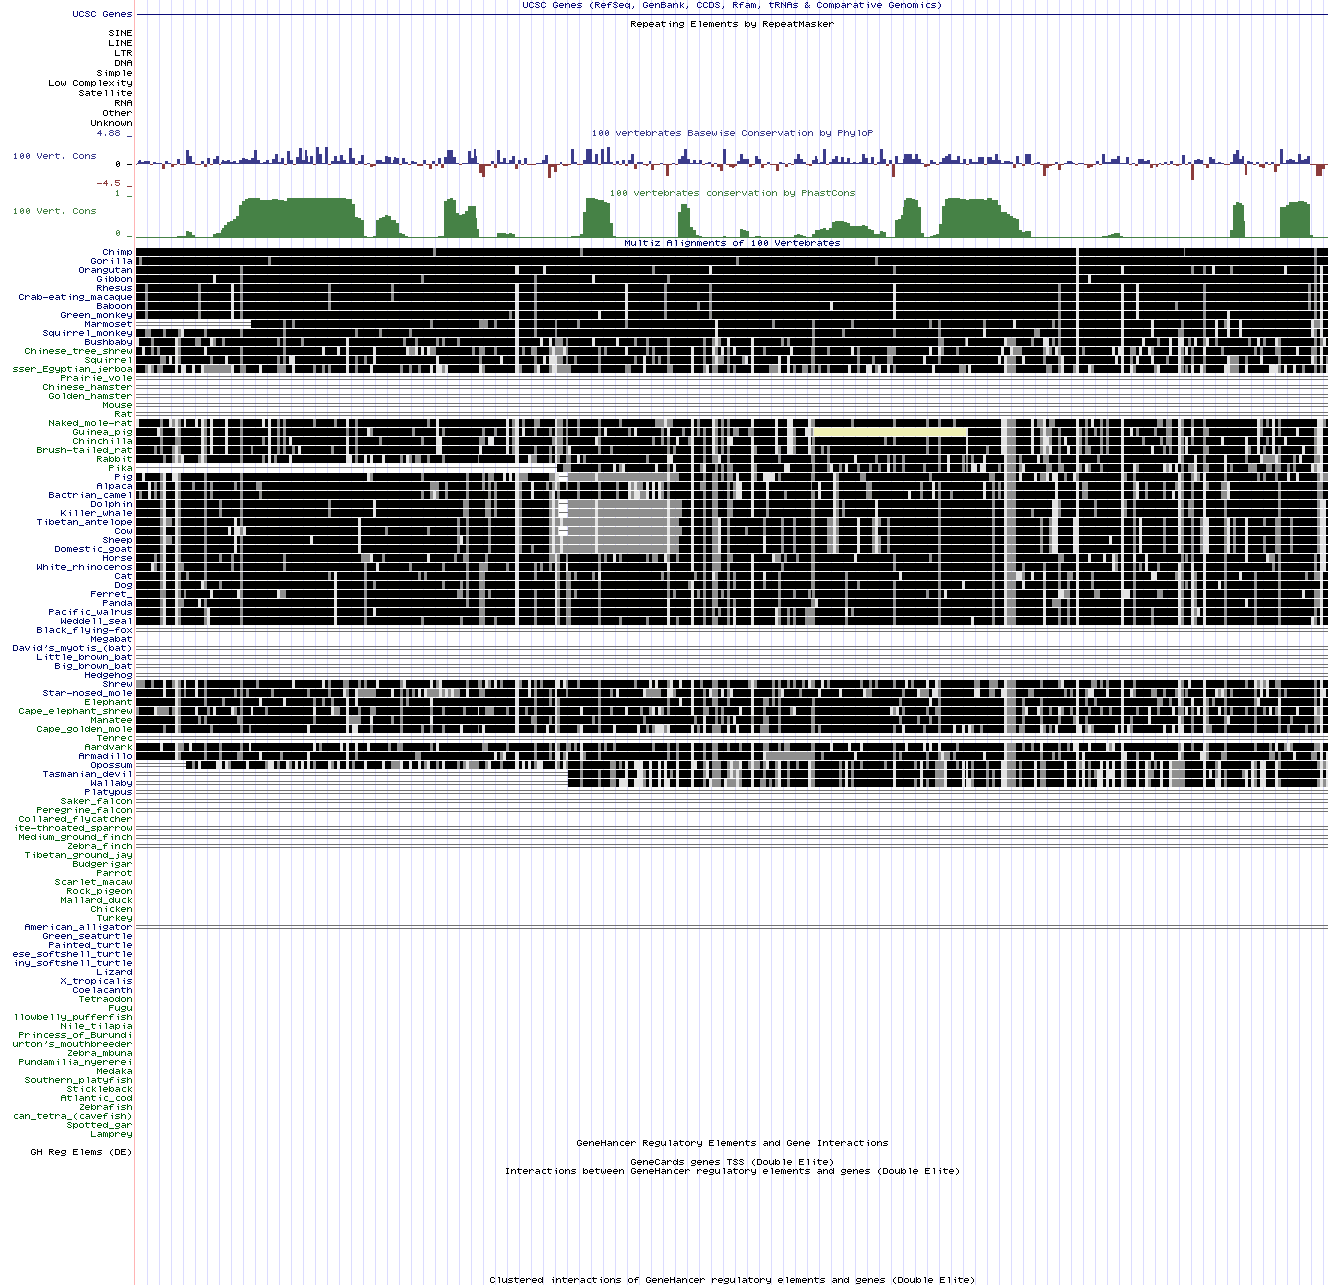 UCSC Genes (RefSeq, GenBank, CCDS, Rfam, tRNAs & Comparative Genomics)
UCSC Genes
Repeating Elements by RepeatMasker
SINE
LINE
LTR
DNA
Simple
Low Complexity
Satellite
RNA
Other
Unknown
4.88 _
100 vertebrates Basewise Conservation by PhyloP
100 Vert. Cons
0 _
-4.5 _
100 vertebrates conservation by PhastCons
1 _
100 Vert. Cons
0 _
Multiz Alignments of 100 Vertebrates
Chimp
Gorilla
Orangutan
Gibbon
Rhesus
Crab-eating_macaque
Baboon
Green_monkey
Marmoset
Squirrel_monkey
Bushbaby
Chinese_tree_shrew
Squirrel
sser_Egyptian_jerboa
Prairie_vole
Chinese_hamster
Golden_hamster
Mouse
Rat
Naked_mole-rat
Guinea_pig
Chinchilla
Brush-tailed_rat
Rabbit
Pika
Pig
Alpaca
Bactrian_camel
Dolphin
Killer_whale
Tibetan_antelope
Cow
Sheep
Domestic_goat
Horse
White_rhinoceros
Cat
Dog
Ferret_
Panda
Pacific_walrus
Weddell_seal
Black_flying-fox
Megabat
David's_myotis_(bat)
Little_brown_bat
Big_brown_bat
Hedgehog
Shrew
Star-nosed_mole
Elephant
Cape_elephant_shrew
Manatee
Cape_golden_mole
Tenrec
Aardvark
Armadillo
Opossum
Tasmanian_devil
Wallaby
Platypus
Saker_falcon
Peregrine_falcon
Collared_flycatcher
ite-throated_sparrow
Medium_ground_finch
Zebra_finch
Tibetan_ground_jay
Budgerigar
Parrot
Scarlet_macaw
Rock_pigeon
Mallard_duck
Chicken
Turkey
American_alligator
Green_seaturtle
Painted_turtle
ese_softshell_turtle
iny_softshell_turtle
Lizard
X_tropicalis
Coelacanth
Tetraodon
Fugu
llowbelly_pufferfish
Nile_tilapia
Princess_of_Burundi
urton's_mouthbreeder
Zebra_mbuna
Pundamilia_nyererei
Medaka
Southern_platyfish
Stickleback
Atlantic_cod
Zebrafish
can_tetra_(cavefish)
Spotted_gar
Lamprey
GeneHancer Regulatory Elements and Gene Interactions
GH Reg Elems (DE)
GeneCards genes TSS (Double Elite)
Interactions between GeneHancer regulatory elements and genes (Double Elite)
Clustered interactions of GeneHancer regulatory elements and genes (Double Elite)